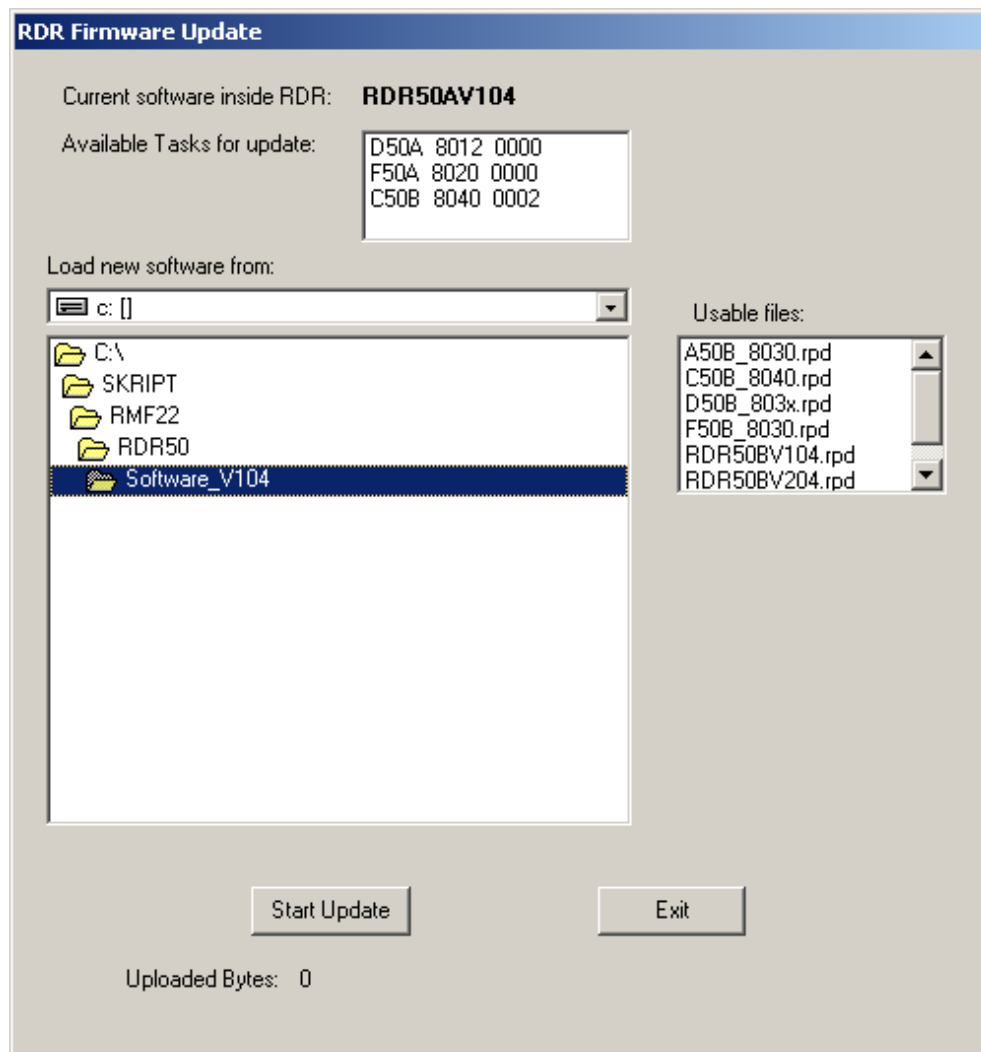 RDR Firmware Update
Current software inside RDR: RDR50AV104
Available Tasks for update:
D50A 8012 0000
F50A 8020 0000
C50B 8040 0002
Load new software from:
c: []
C:\
SKRIPT
RMF22
RDR50
Software_V104
Usable files:
A50B_8030.rpd
C50B_8040.rpd
D50B_803x.rpd
F50B_8030.rpd
RDR50BV104.rpd
RDR50BV204.rpd
Start Update
Exit
Uploaded Bytes: 0